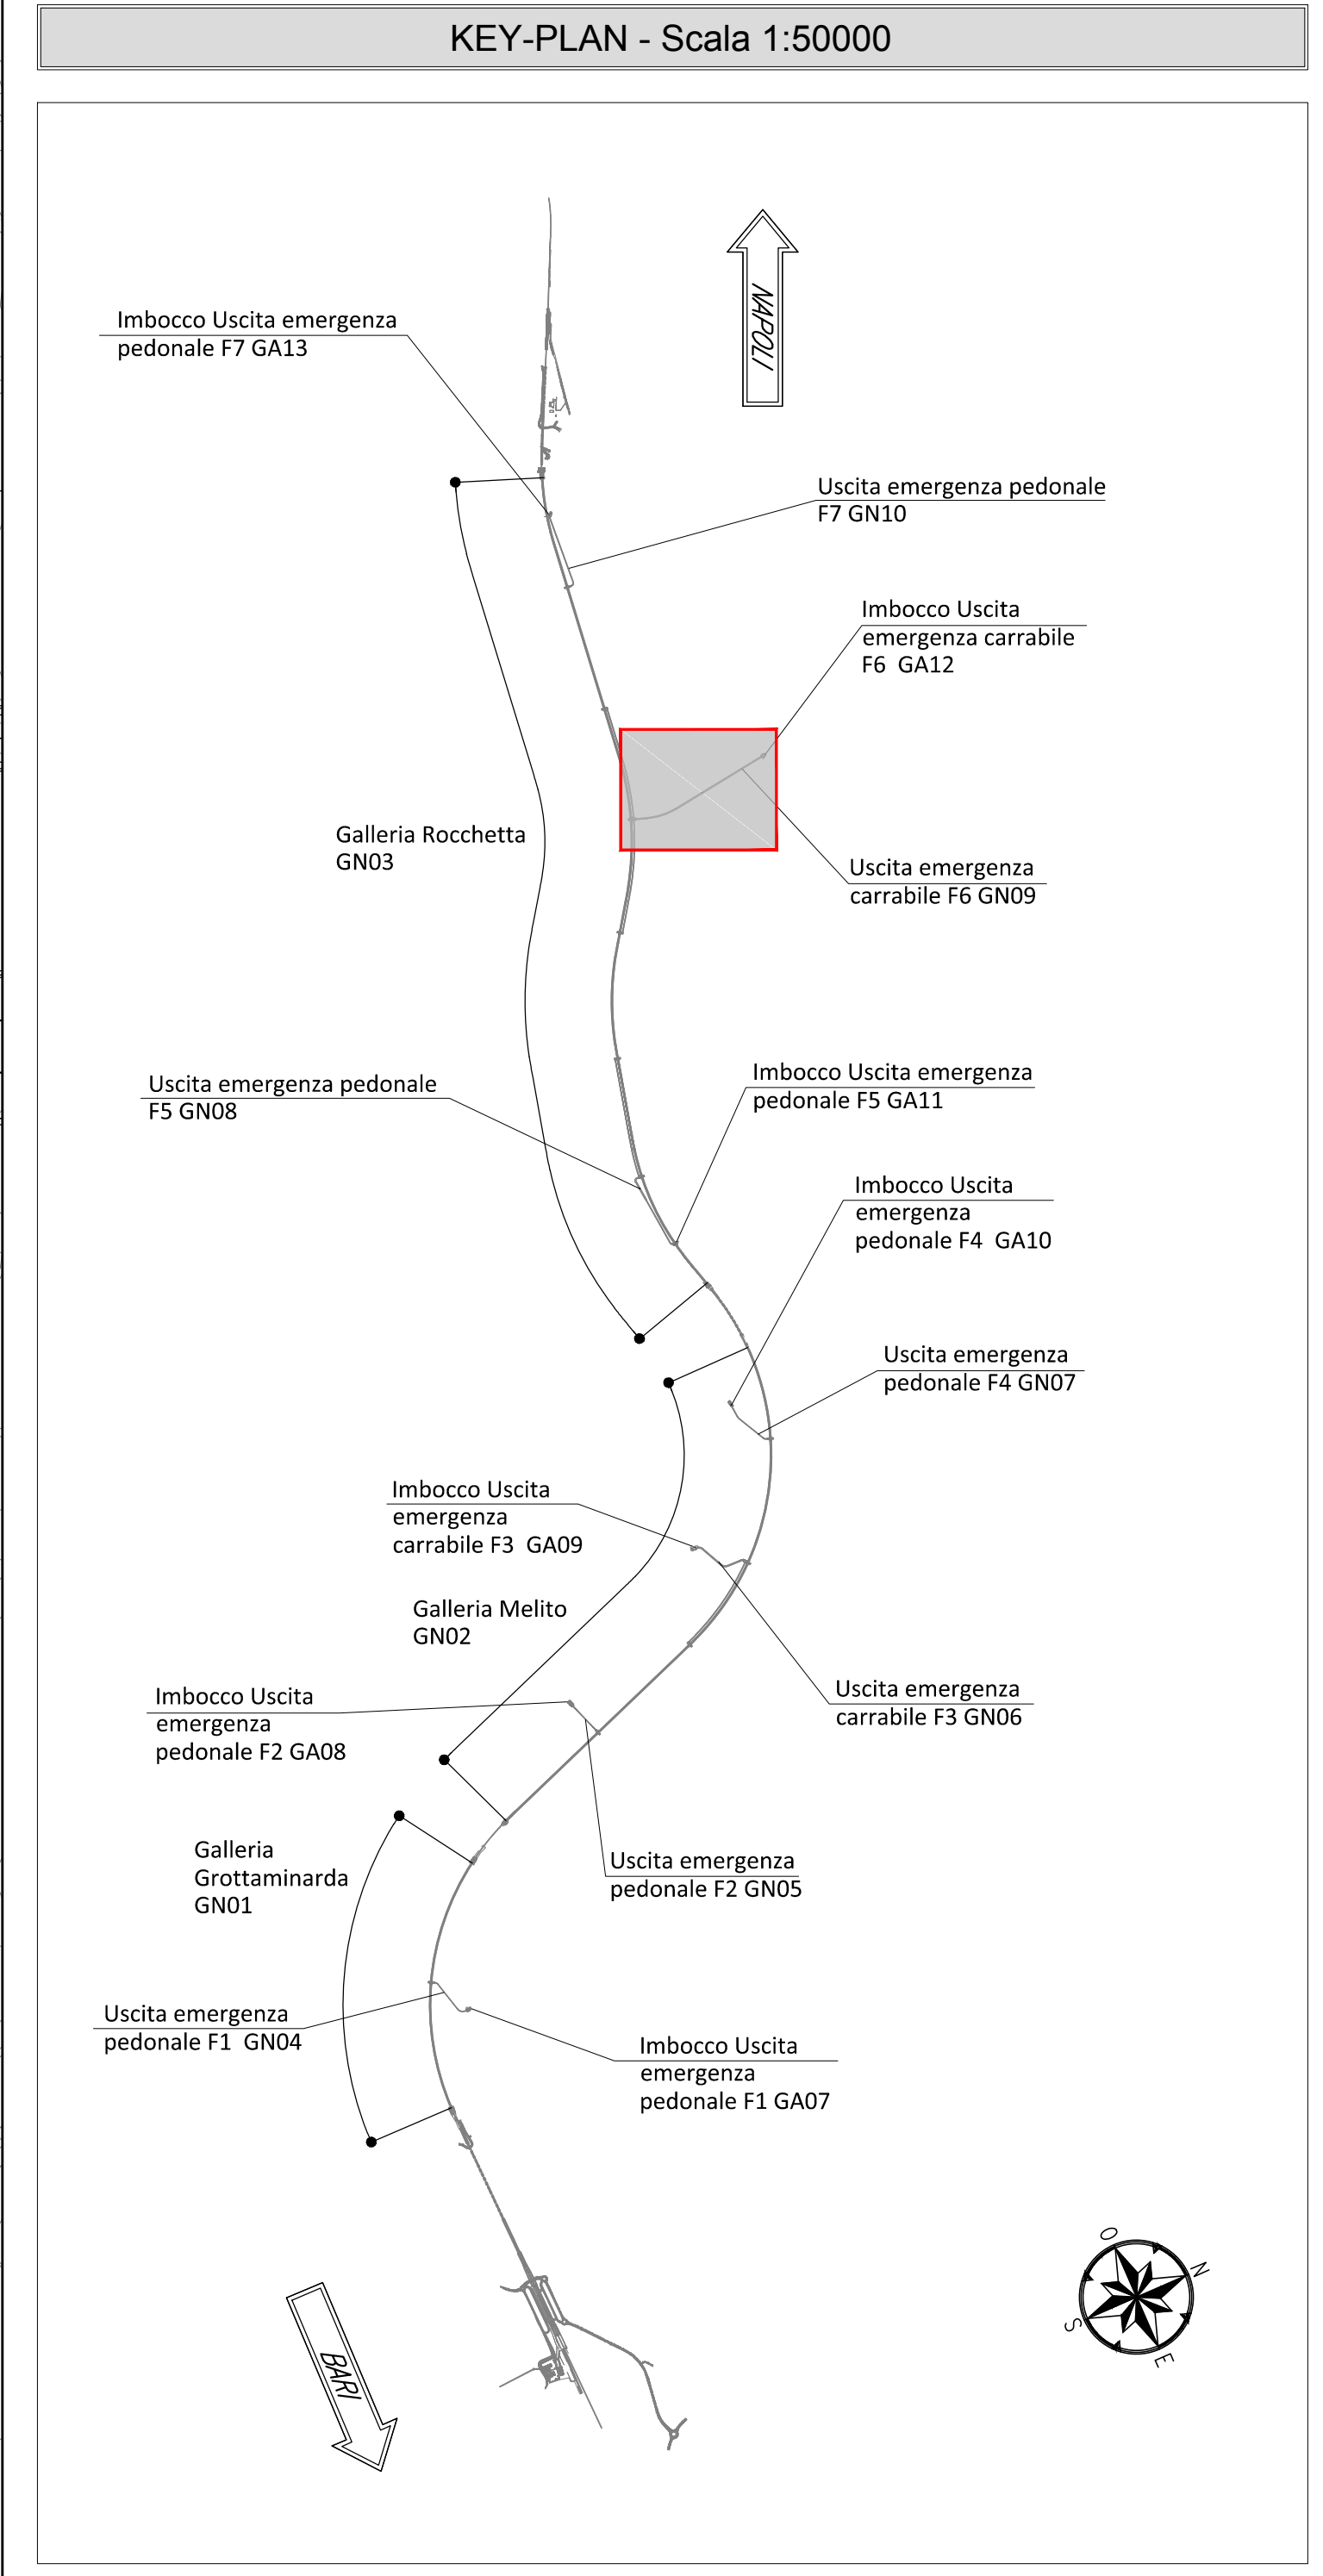 KEY-PLAN - Scala 1:50000
NAPOLI
Imbocco Uscita emergenza
pedonale F7 GA13
Uscita emergenza pedonale
F7 GN10
Imbocco Uscita
emergenza carrabile
F6 GA12
Galleria Rocchetta
GN03
Uscita emergenza
carrabile F6 GN09
Uscita emergenza pedonale
F5 GN08
Imbocco Uscita emergenza
pedonale F5 GA11
Imbocco Uscita
emergenza
pedonale F4 GA10
Uscita emergenza
pedonale F4 GN07
Imbocco Uscita
emergenza
carrabile F3 GA09
Galleria Melito
GN02
Uscita emergenza
carrabile F3 GN06
Imbocco Uscita
emergenza
pedonale F2 GA08
Galleria
Grottaminarda
GN01
Uscita emergenza
pedonale F2 GN05
Uscita emergenza
pedonale F1 GN04
Imbocco Uscita
emergenza
pedonale F1 GA07
O
N
S
E
BARI